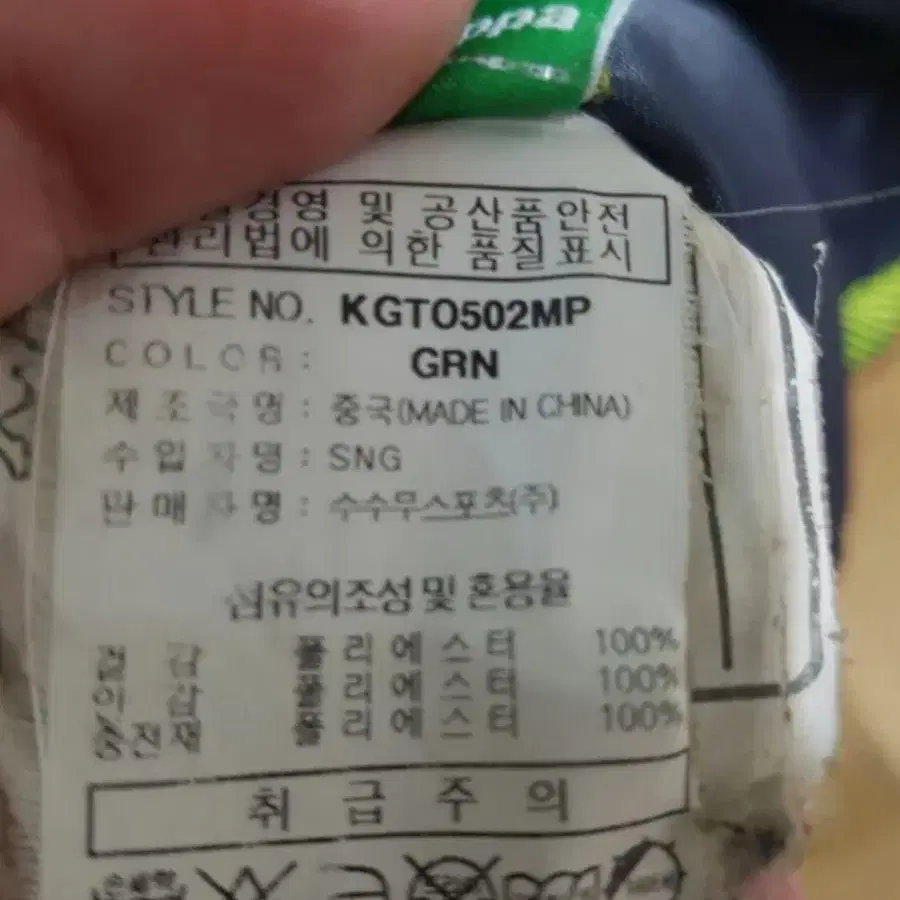 ppa
경영 및 공산품안전
관리법에 의한 품질표시
STYLE NO. KGTO502MP
COLOR: GRN
제조국명 : 중국(MADE IN CHINA)
수입자명 : SNG
판매자명 : 수수무스포츠(주)
섬유의조성 및 혼용율
겉감 폴리에스터 100%
안감 폴리에스터 100%
충전재 폴리에스터 100%
취급주의